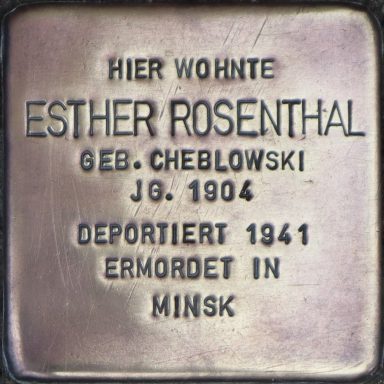 HIER WOHNTE
ESTHER ROSENTHAL
GEB. CHEBLOWSKI
JG. 1904
DEPORTIERT 1941
ERMORDET IN
MINSK